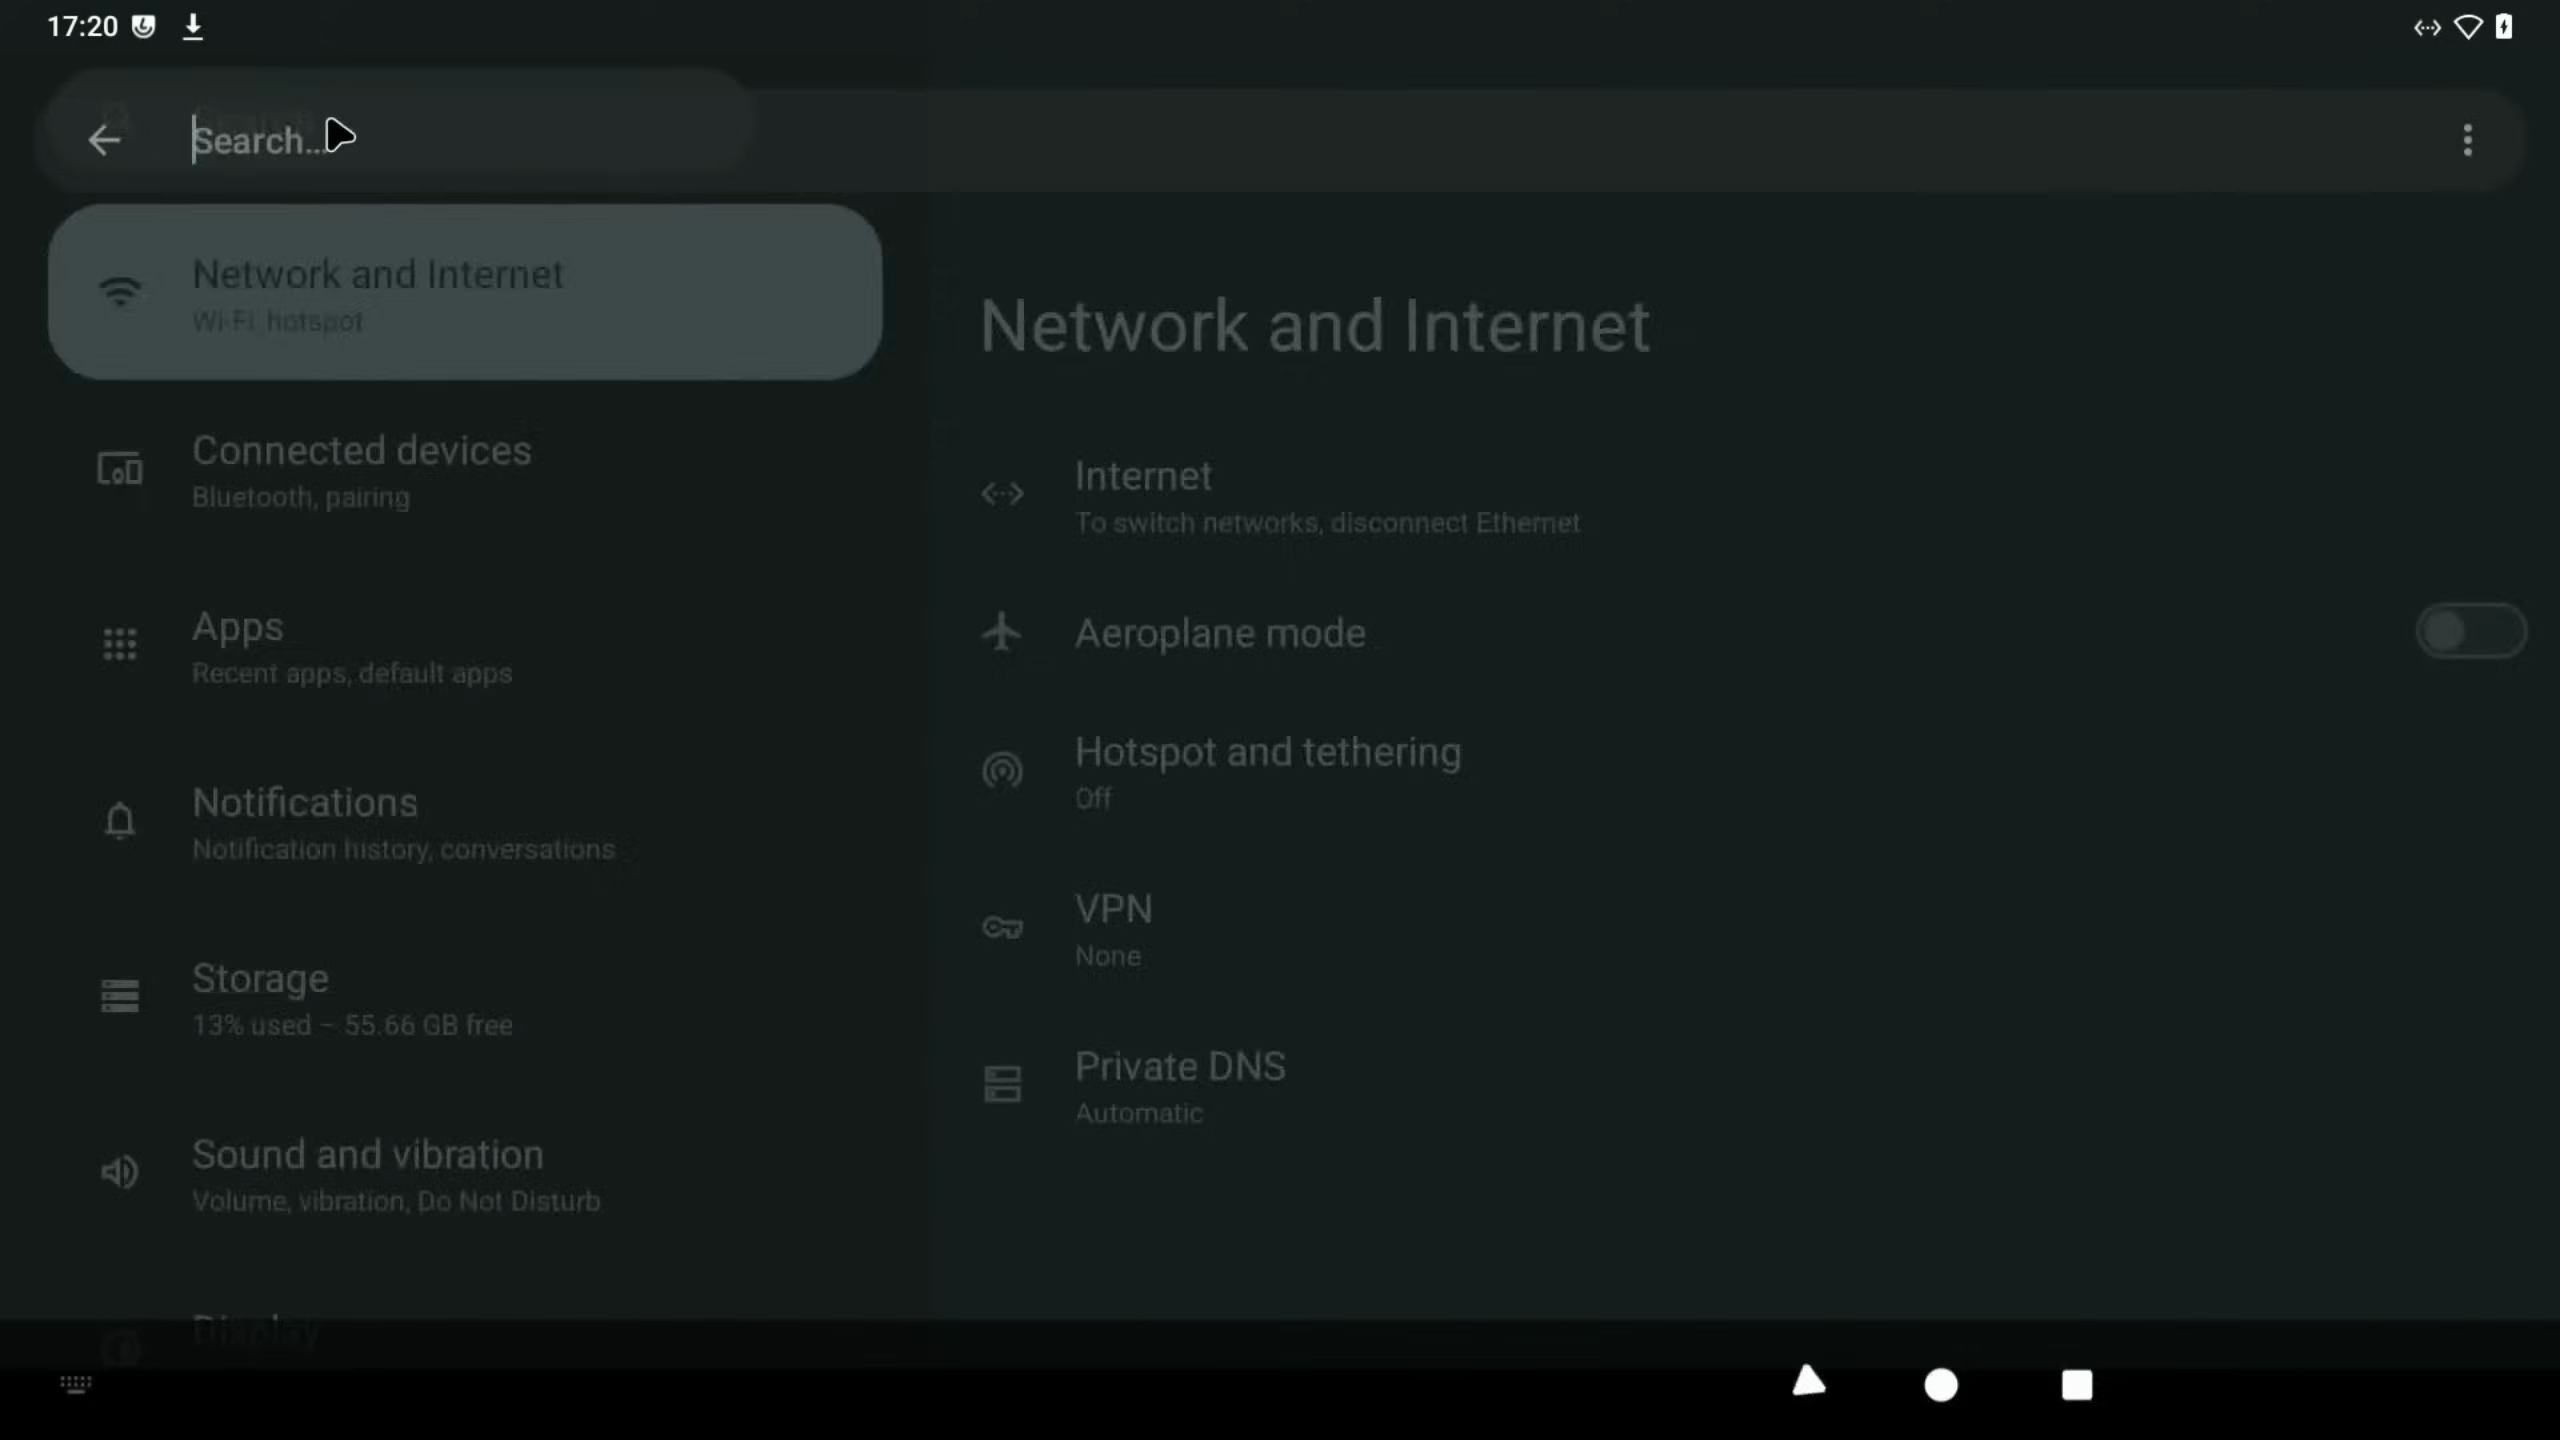 17:20
Search...
Network and Internet
Wi-Fi, hotspot
Connected devices
Bluetooth, pairing
Apps
Recent apps, default apps
Notifications
Notification history, conversations
Storage
13% used – 55.66 GB free
Sound and vibration
Volume, vibration, Do Not Disturb
Display
Network and Internet
Internet
To switch networks, disconnect Ethernet
Aeroplane mode
Hotspot and tethering
Off
VPN
None
Private DNS
Automatic